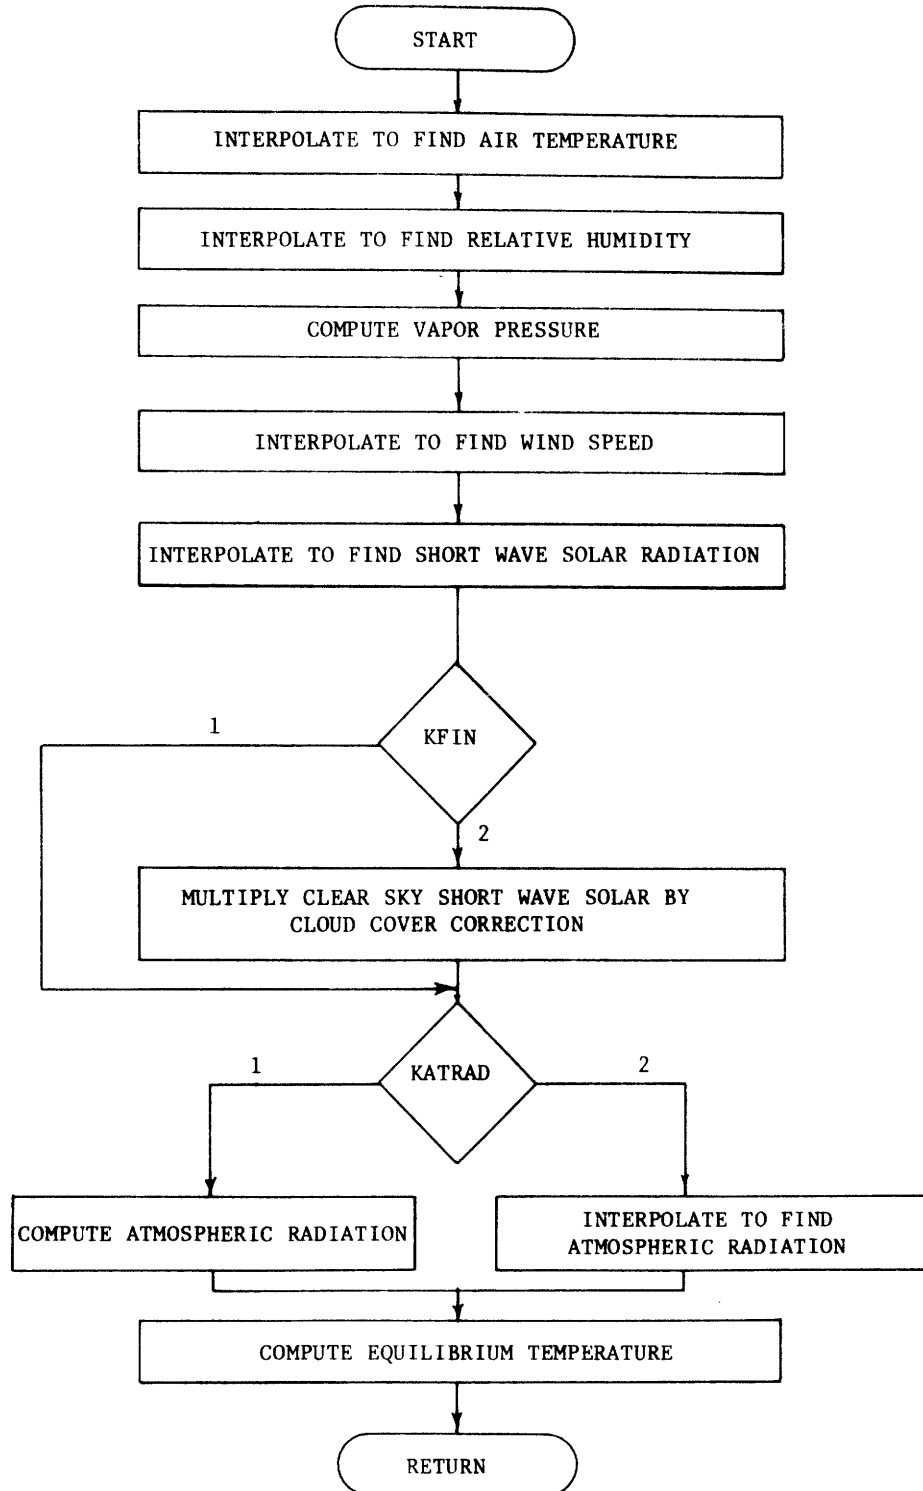 START
INTERPOLATE TO FIND AIR TEMPERATURE
INTERPOLATE TO FIND RELATIVE HUMIDITY
COMPUTE VAPOR PRESSURE
INTERPOLATE TO FIND WIND SPEED
INTERPOLATE TO FIND SHORT WAVE SOLAR RADIATION
1
KFIN
2
MULTIPLY CLEAR SKY SHORT WAVE SOLAR BY
CLOUD COVER CORRECTION
1
KATRAD
2
COMPUTE ATMOSPHERIC RADIATION
INTERPOLATE TO FIND
ATMOSPHERIC RADIATION
COMPUTE EQUILIBRIUM TEMPERATURE
RETURN